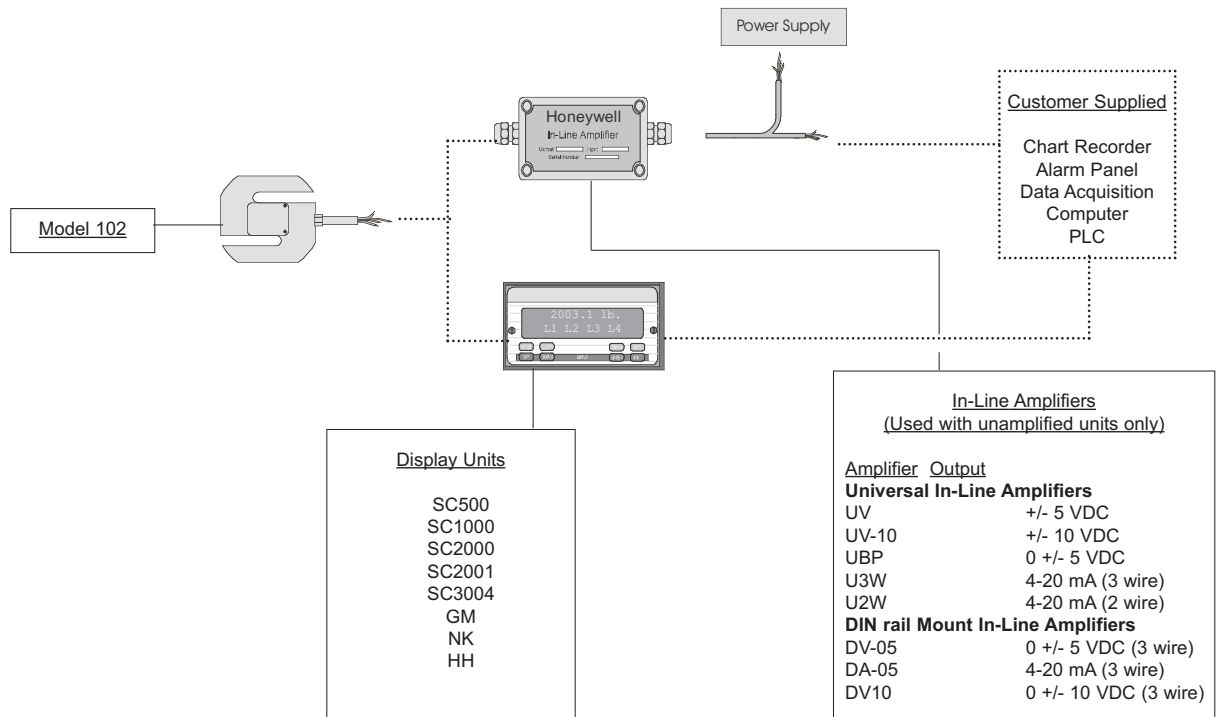 Power Supply
Honeywell
In-Line Amplifier
Output Input
Serial Number
Customer Supplied
Chart Recorder
Alarm Panel
Data Acquisition
Computer
PLC
Model 102
2003.1 lb.
L1 L2 L3 L4
Display Units
SC500
SC1000
SC2000
SC2001
SC3004
GM
NK
HH
In-Line Amplifiers
(Used with unamplified units only)
Amplifier Output
Universal In-Line Amplifiers
UV +/- 5 VDC
UV-10 +/- 10 VDC
UBP 0 +/- 5 VDC
U3W 4-20 mA (3 wire)
U2W 4-20 mA (2 wire)
DIN rail Mount In-Line Amplifiers
DV-05 0 +/- 5 VDC (3 wire)
DA-05 4-20 mA (3 wire)
DV10 0 +/- 10 VDC (3 wire)